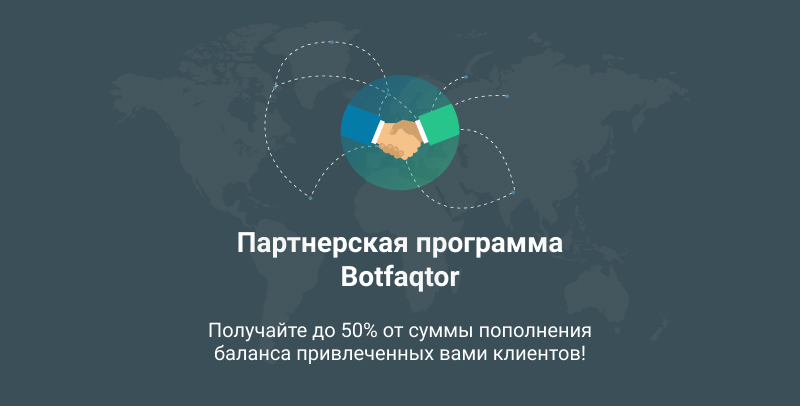 Партнерская программа
Botfaqtor
Получайте до 50% от суммы пополнения
баланса привлеченных вами клиентов!